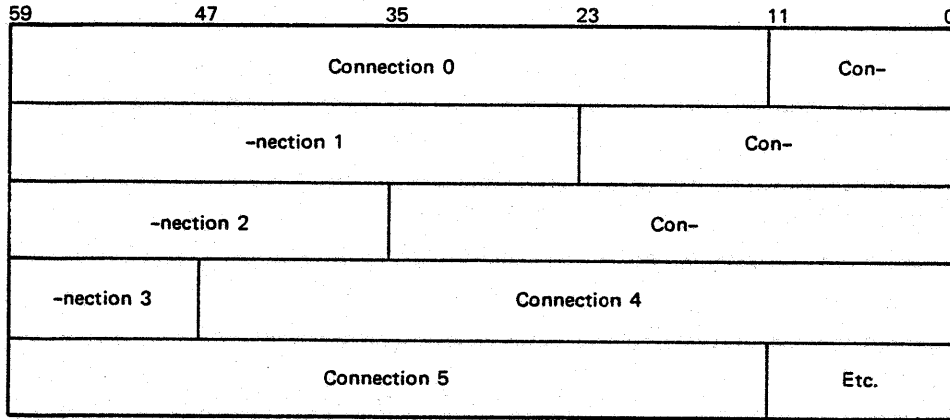 59 47 35 23 11 0
Connection 0 Con-
-nection 1 Con-
-nection 2 Con-
-nection 3 Connection 4
Connection 5 Etc.